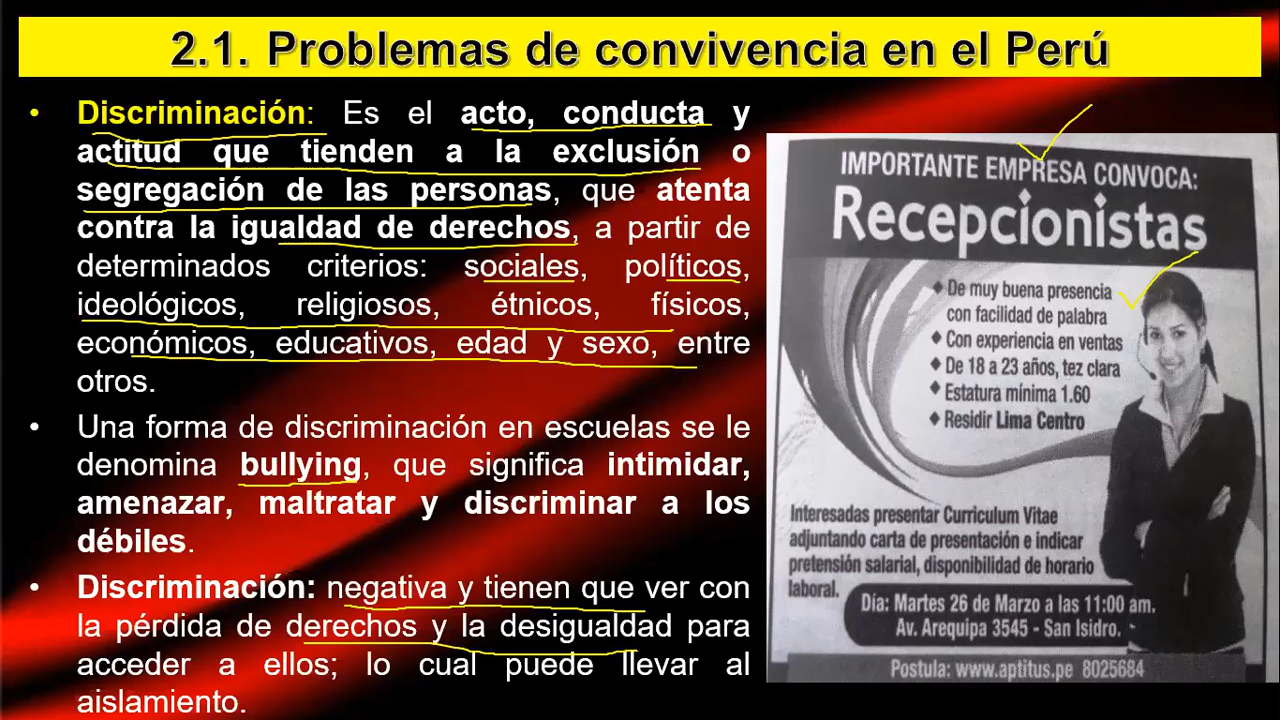 2.1. Problemas de convivencia en el Perú
• Discriminación: Es el acto, conducta y
actitud que tienden a la exclusión o
segregación de las personas, que atenta
contra la igualdad de derechos, a partir de
determinados criterios: sociales, políticos,
ideológicos, religiosos, étnicos, físicos,
económicos, educativos, edad y sexo, entre
otros.
• Una forma de discriminación en escuelas se le
denomina bullying, que significa intimidar,
amenazar, maltratar y discriminar a los
débiles.
• Discriminación: negativa y tienen que ver con
la pérdida de derechos y la desigualdad para
acceder a ellos; lo cual puede llevar al
aislamiento.
IMPORTANTE EMPRESA CONVOCA:
Recepcionistas
♦ De muy buena presencia
con facilidad de palabra
♦ Con experiencia en ventas
♦ De 18 a 23 años, tez clara
♦ Estatura mínima 1.60
♦ Residir Lima Centro
Interesadas presentar Curriculum Vitae
adjuntando carta de presentación e indicar
pretensión salarial, disponibilidad de horario
laboral.
Día: Martes 26 de Marzo a las 11:00 am.
Av. Arequipa 3545 - San Isidro.
Postula: www.aptitus.pe 8025684